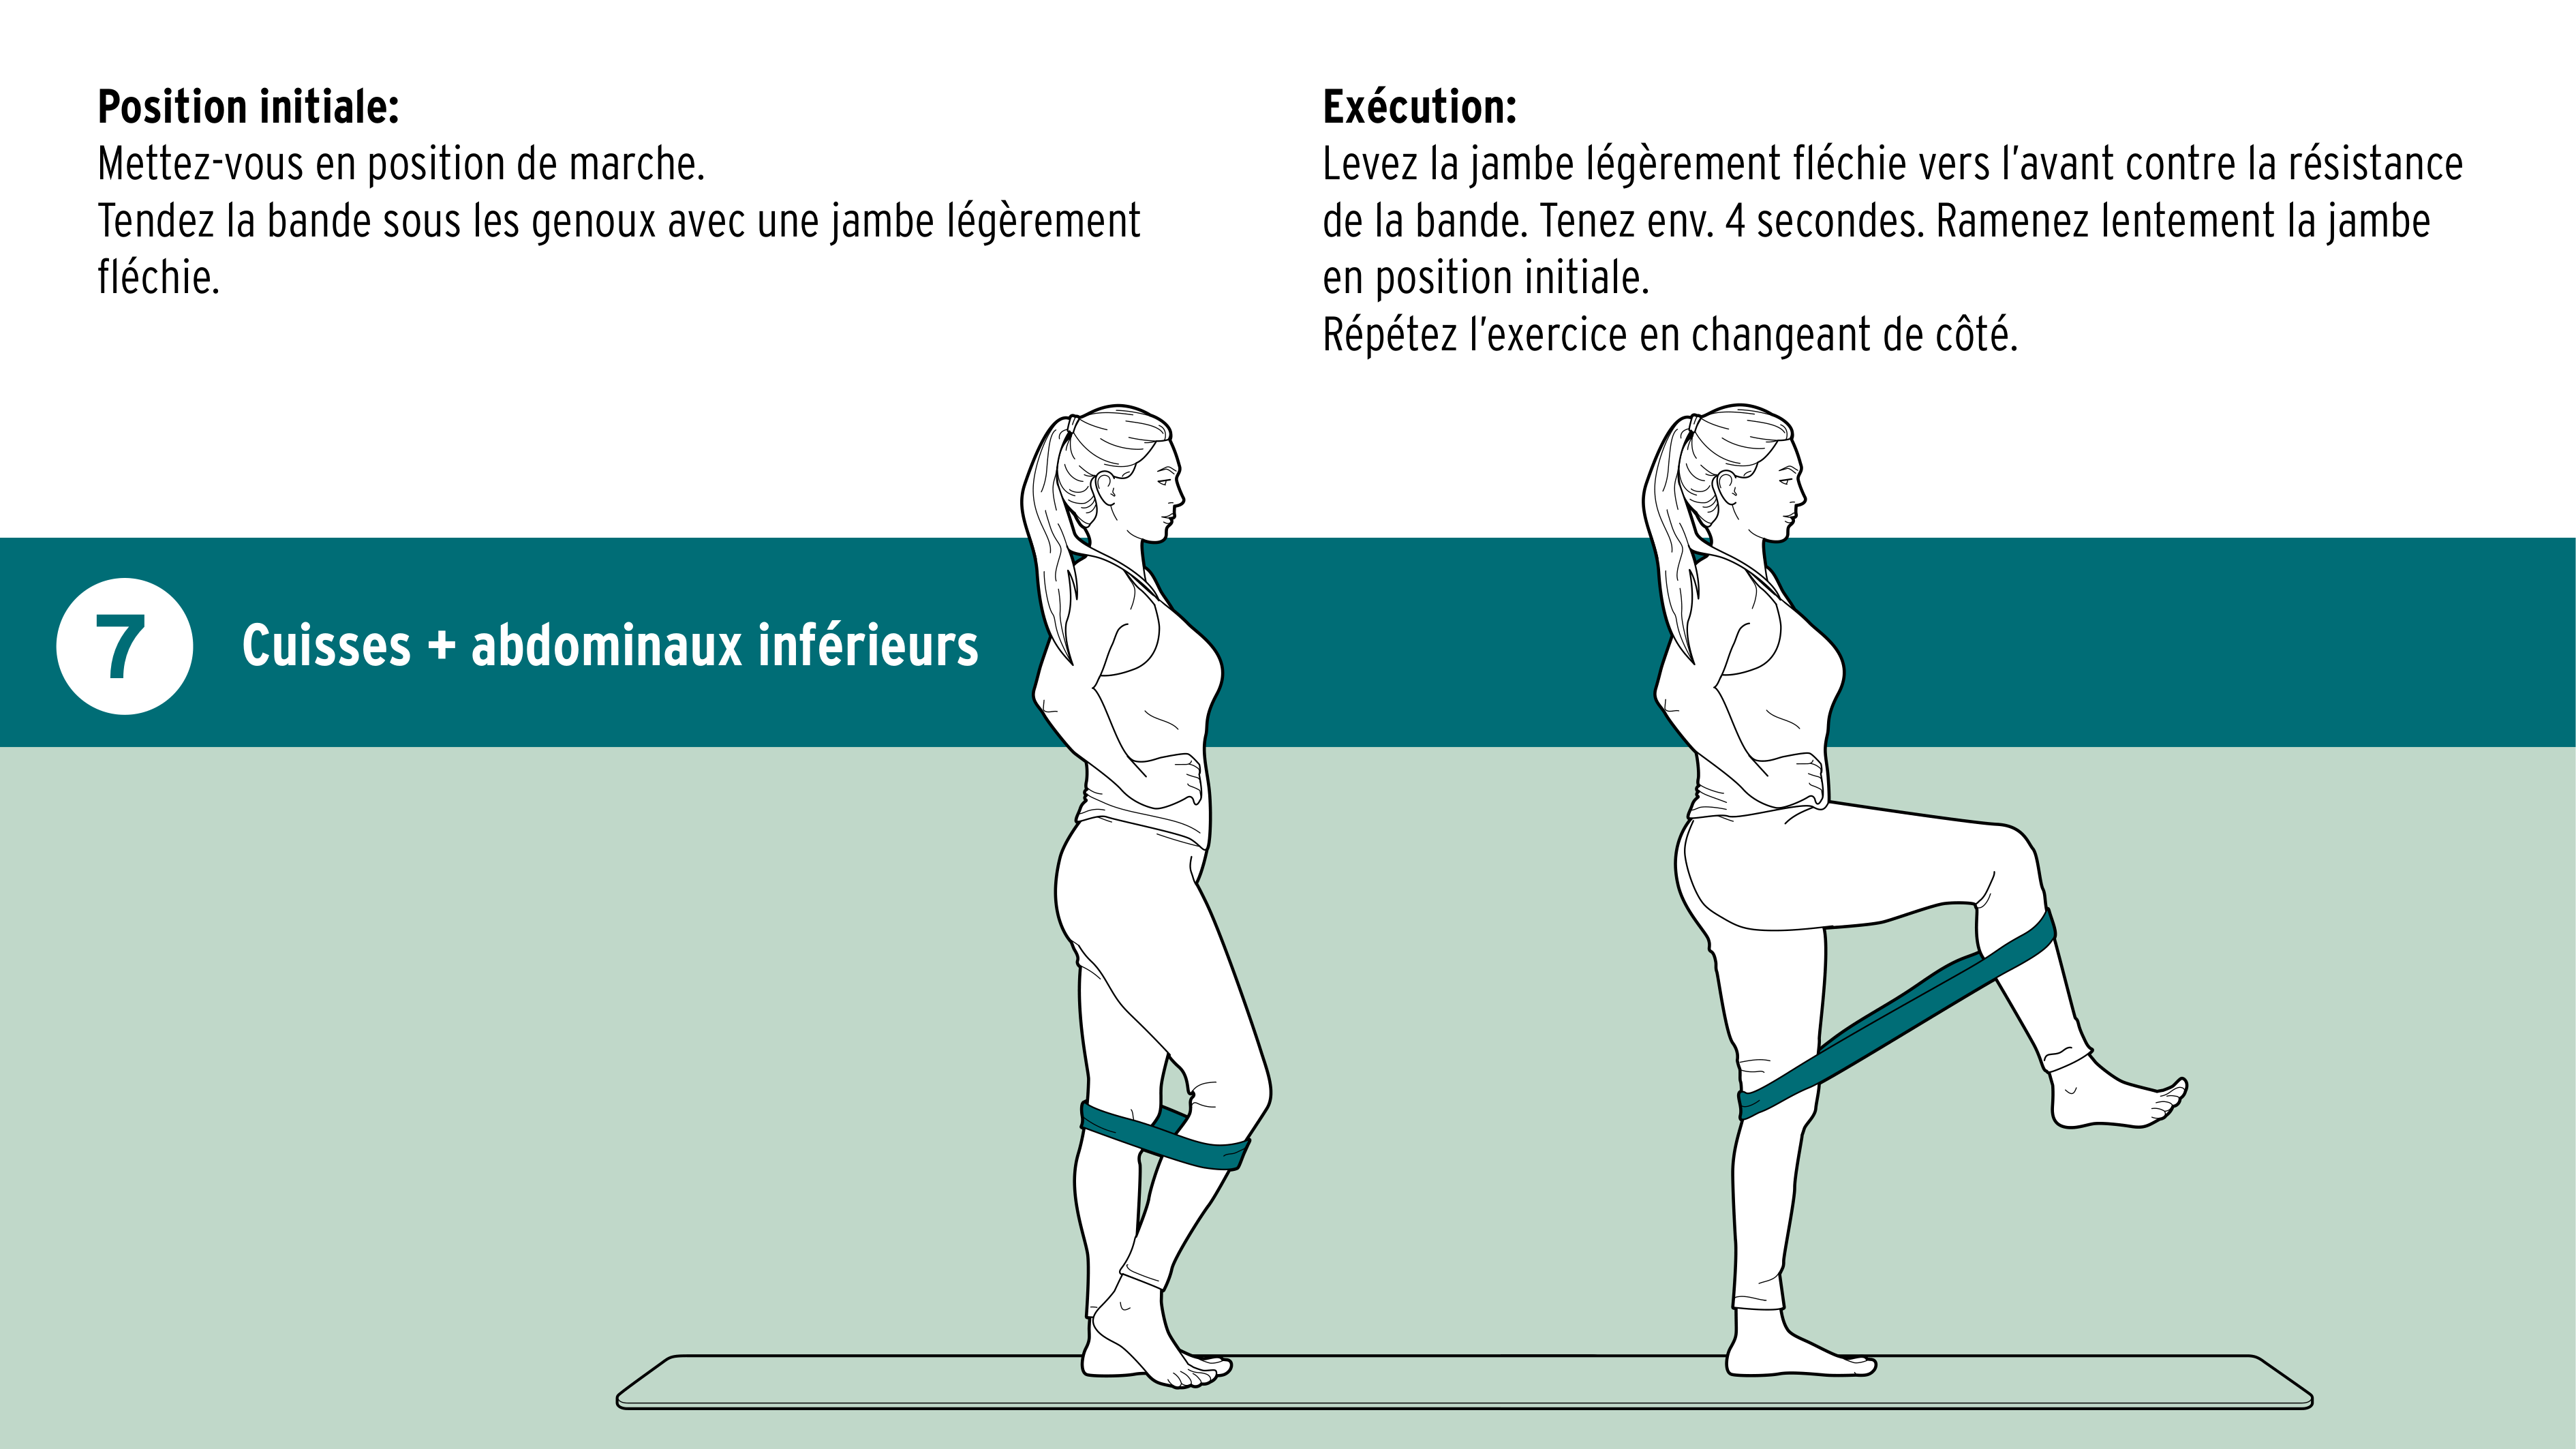 Position initiale:
Mettez-vous en position de marche.
Tendez la bande sous les genoux avec une jambe légèrement
fléchie.
Exécution:
Levez la jambe légèrement fléchie vers l’avant contre la résistance
de la bande. Tenez env. 4 secondes. Ramenez lentement la jambe
en position initiale.
Répétez l’exercice en changeant de côté.
7 Cuisses + abdominaux inférieurs